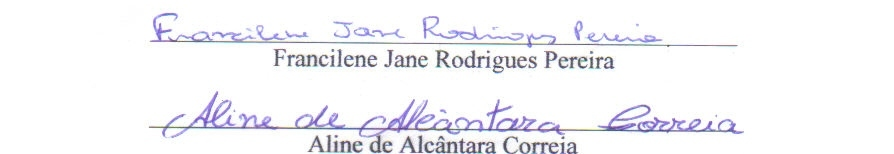 Francilene Jane Rodrigues Pereira
Francilene Jane Rodrigues Pereira
Aline de Alcântara Correia
Aline de Alcântara Correia